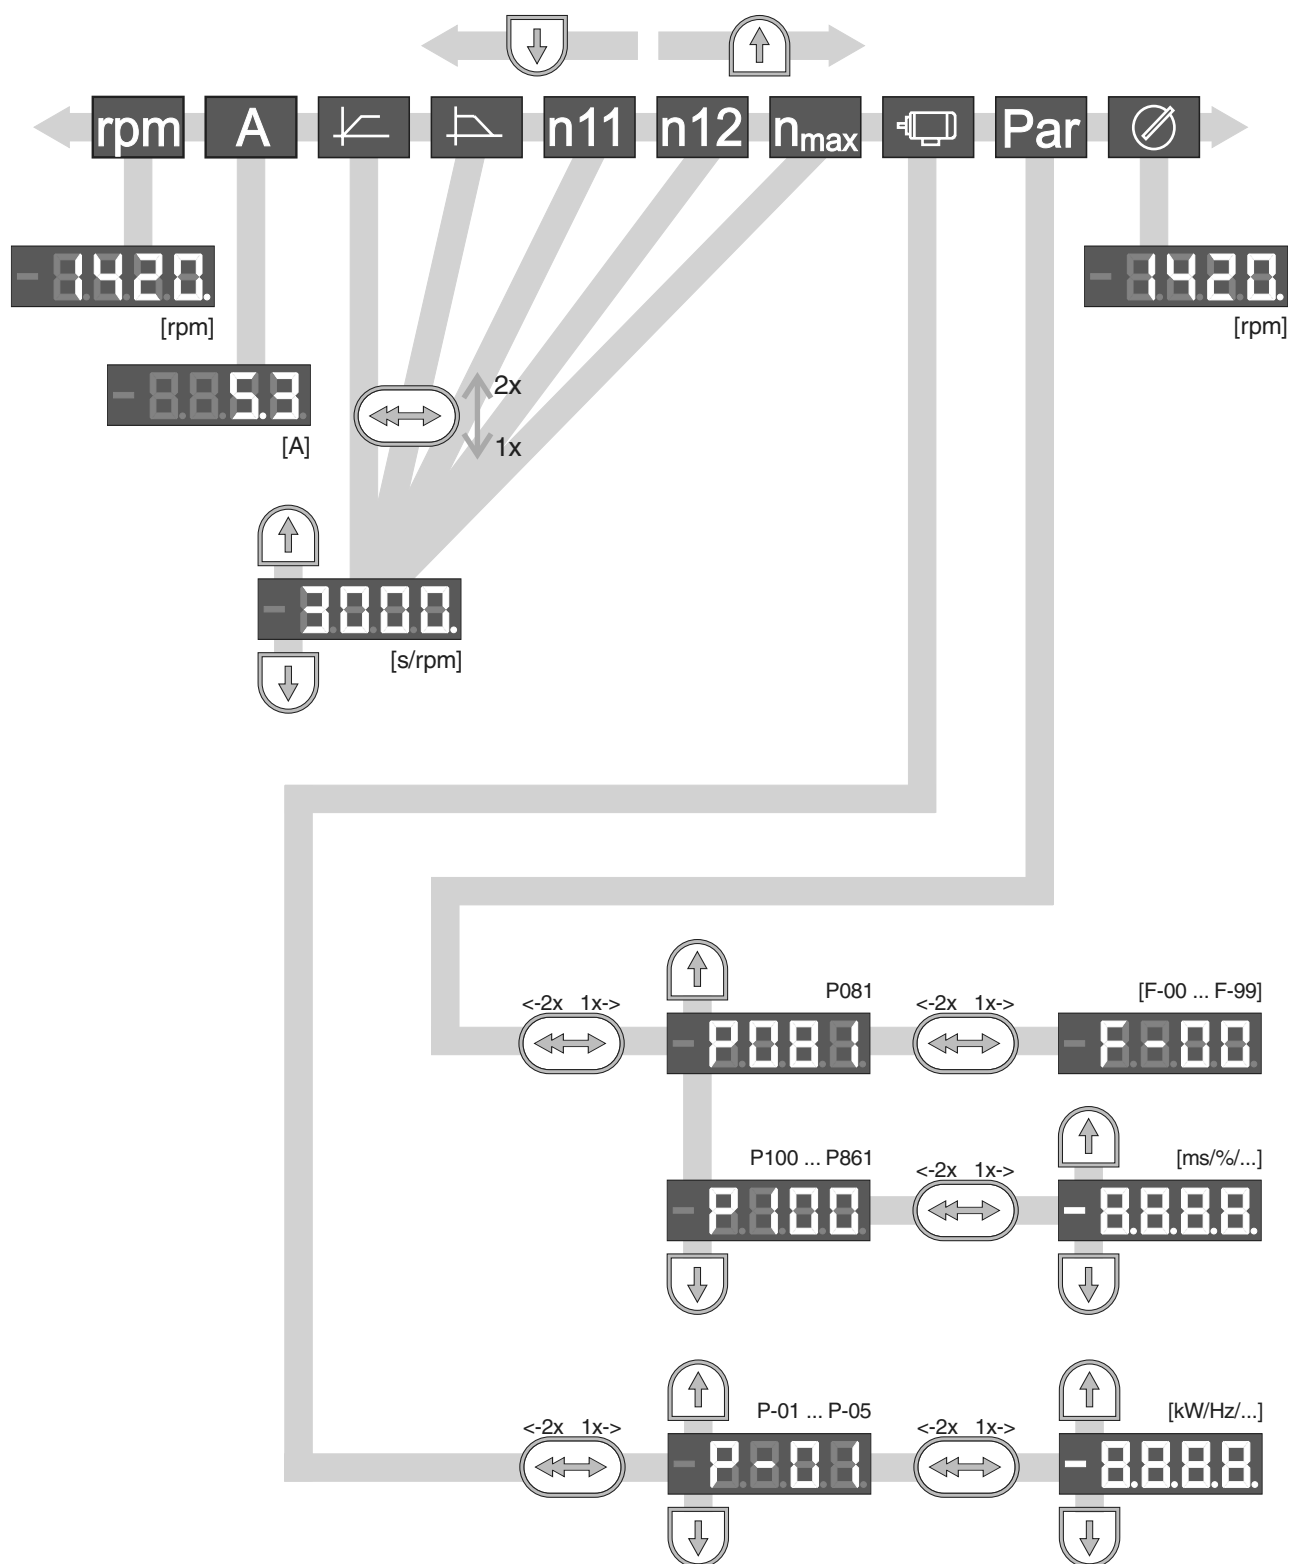 rpm A n11 n12 nmax Par
1420.
[rpm]
1420.
[rpm]
5.3
[A]
2x
1x
3000.
[s/rpm]
P081 [F-00 ... F-99]
<-2x 1x-> <-2x 1x->
P081 F-00
P100 ... P861 [ms/%/...]
<-2x 1x->
P100 -8.8.8.8.
P-01 ... P-05 [kW/Hz/...]
<-2x 1x-> <-2x 1x->
P-01 -8.8.8.8.